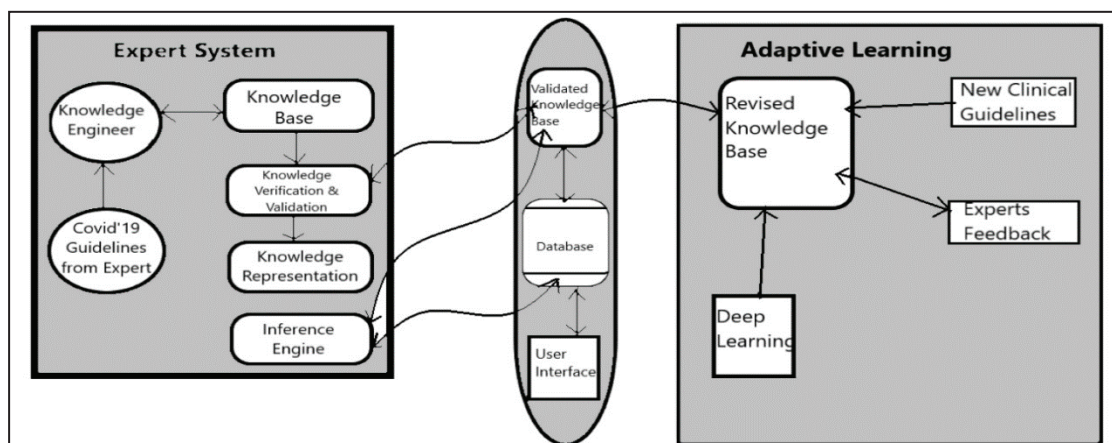 Expert System
Knowledge
Engineer
Covid'19
Guidelines
from Expert
Knowledge
Base
Knowledge
Verification &
Validation
Knowledge
Representation
Inference
Engine
Validated
Knowledge
Base
Database
User
Interface
Adaptive Learning
Revised
Knowledge
Base
New Clinical
Guidelines
Experts
Feedback
Deep
Learning